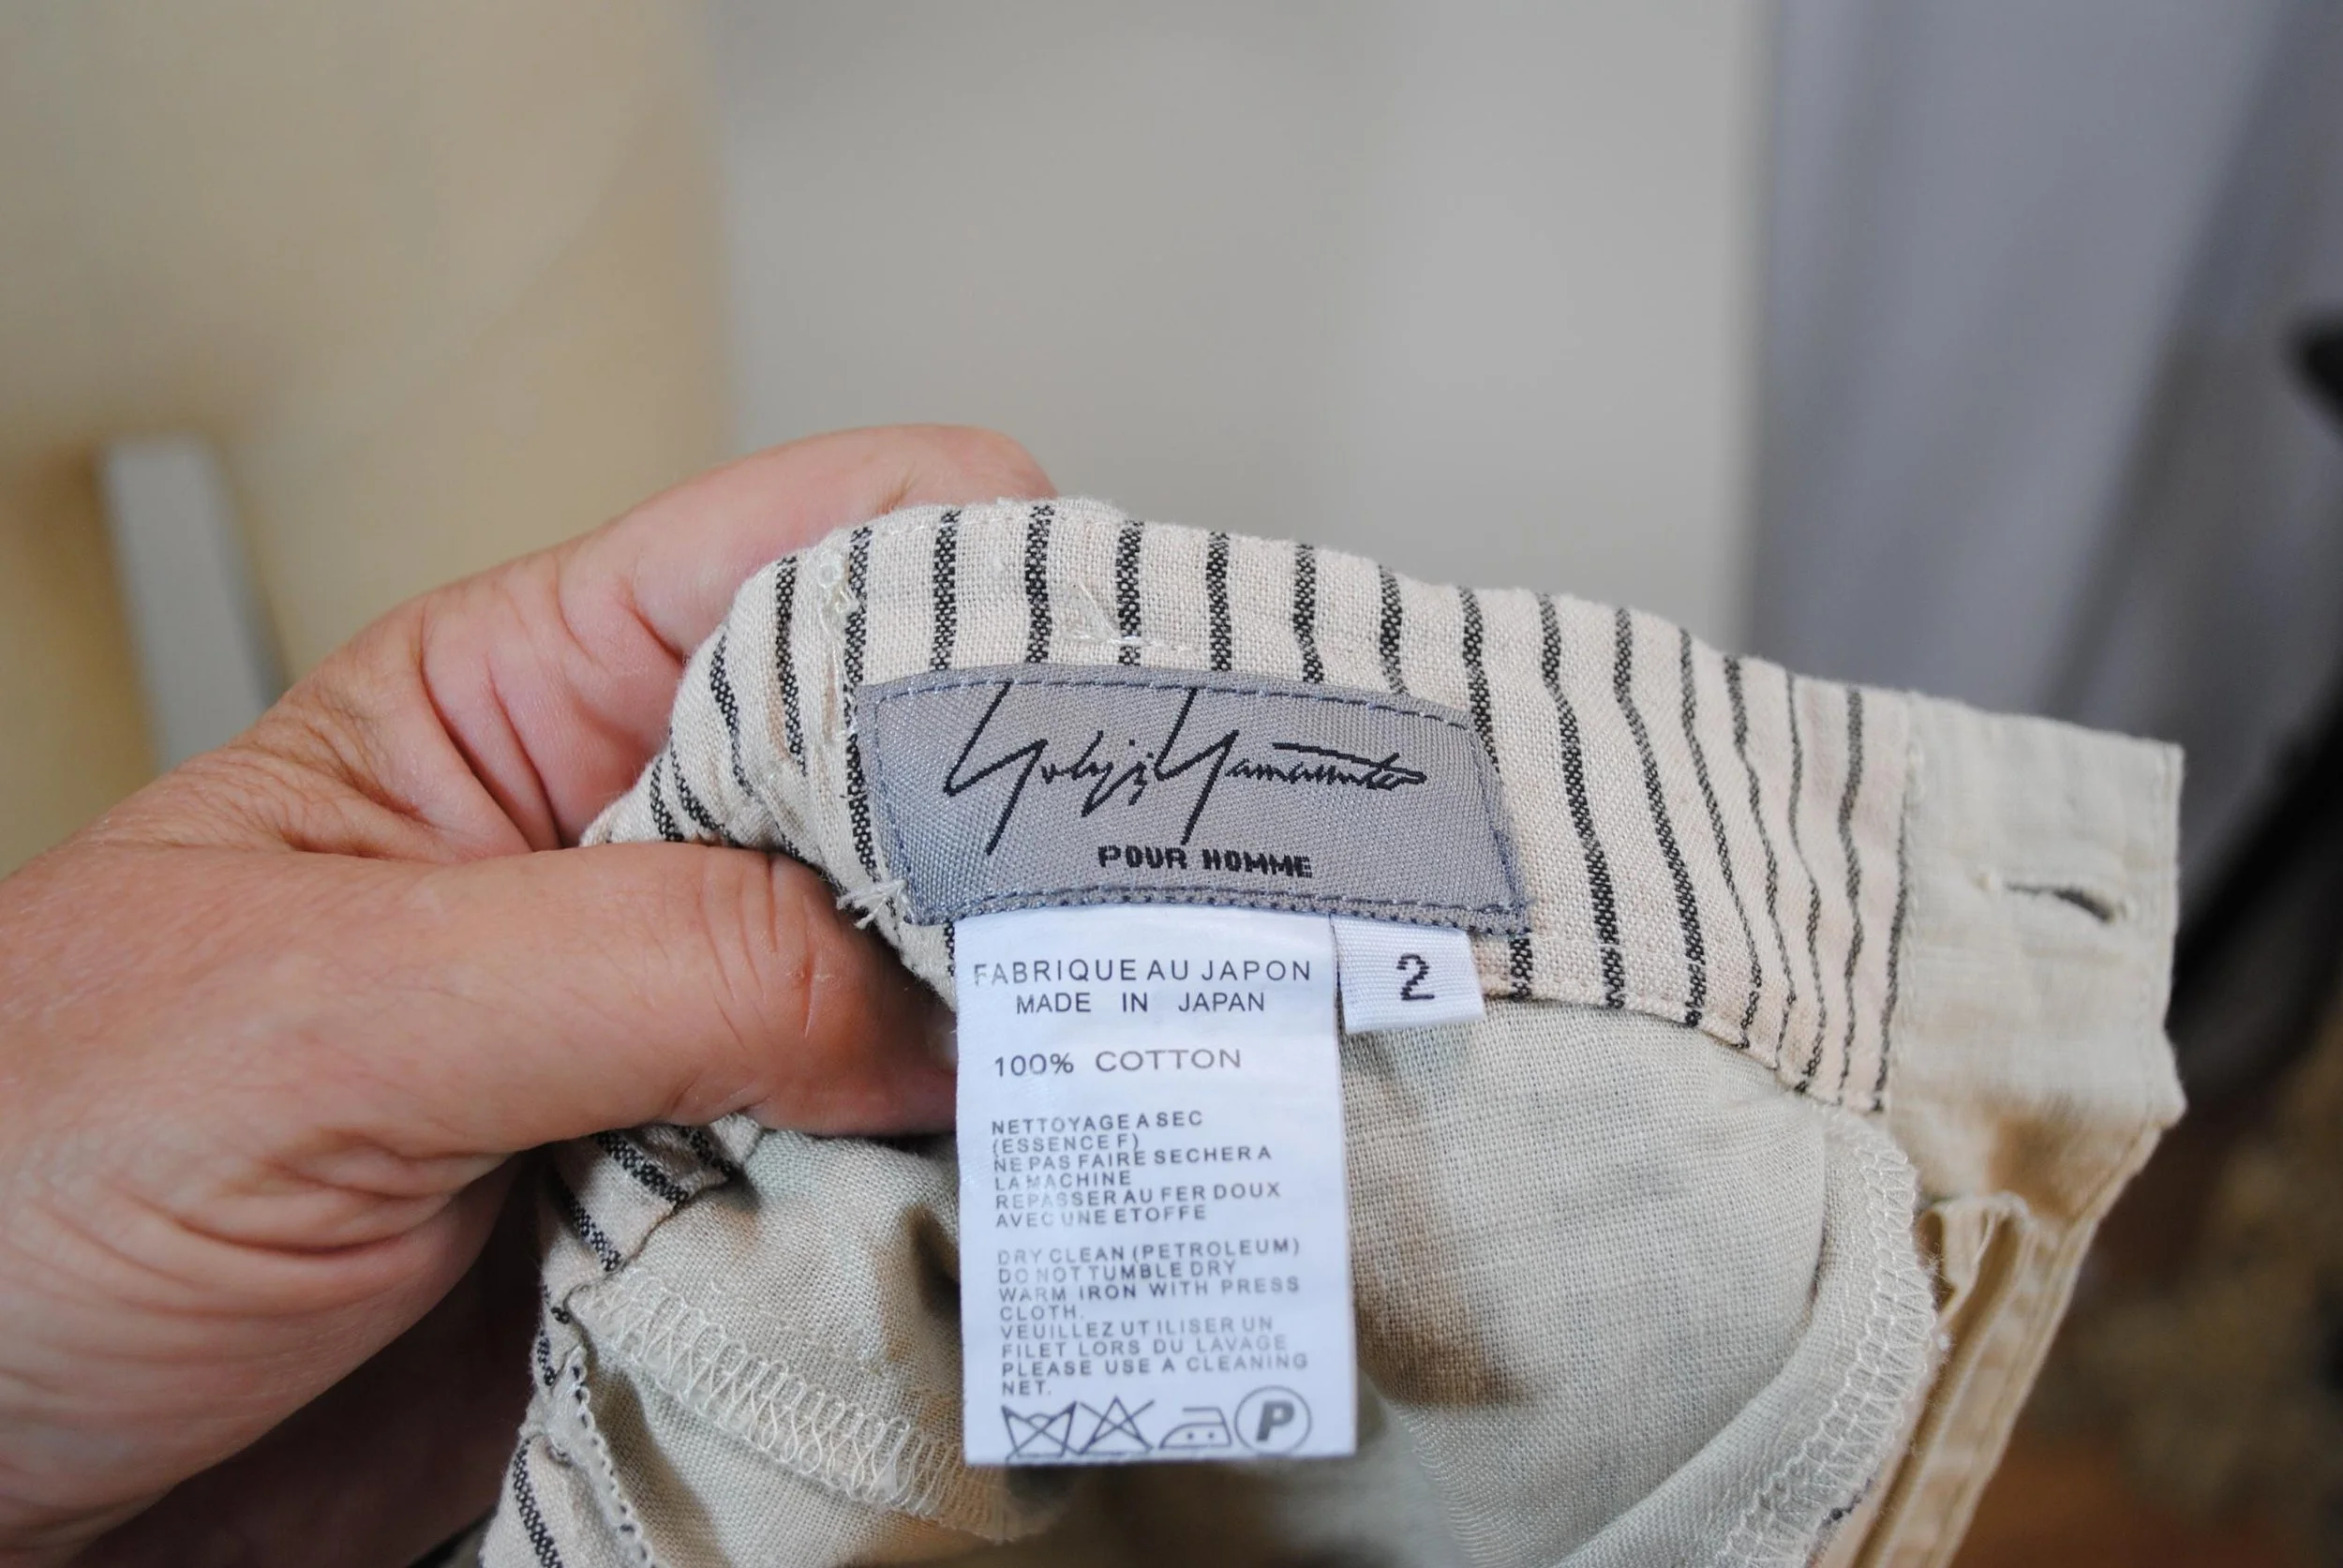 Yohji Yamamoto
POUR HOMME
FABRIQUE AU JAPON
MADE IN JAPAN
2
100% COTTON
NETTOYAGE A SEC
(ESSENCE F)
NE PAS FAIRE SECHER A
LA MACHINE
REPASSER AU FER DOUX
AVEC UNE ETOFFE
DRY CLEAN (PETROLEUM)
DO NOT TUMBLE DRY
WARM IRON WITH PRESS
CLOTH.
VEUILLEZ UTILISER UN
FILET LORS DU LAVAGE
PLEASE USE A CLEANING
NET.
P